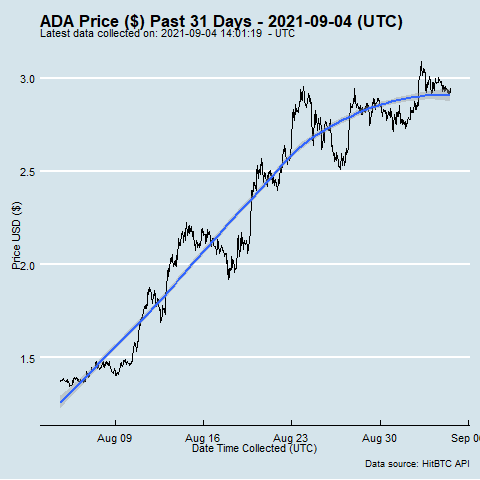 ADA Price ($) Past 31 Days - 2021-09-04 (UTC)
Latest data collected on: 2021-09-04 14:01:19 - UTC
3.0
2.5
2.0
1.5
Price USD ($)
Aug 09 Aug 16 Aug 23 Aug 30 Sep 0
Date Time Collected (UTC)
Data source: HitBTC API